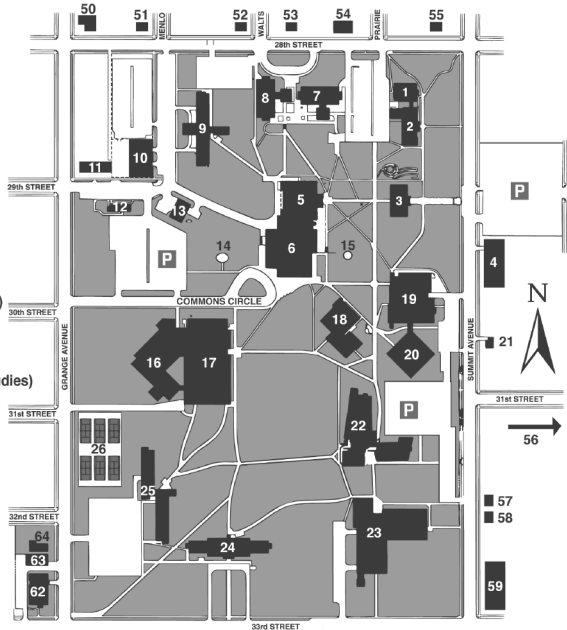 50 51 52 53 54 55
MENLO
WALTS
PRAIRIE
28th STREET
8 7 1
9 2
10
11
29th STREET
P
12 13 5 3
6
14 15 4
P
19
N
COMMONS CIRCLE
30th STREET
18
)
21
16 17 20
GRANGE AVENUE
SUMMIT AVENUE
udies)
31st STREET
31st STREET
P
22
56
26
25
57
32nd STREET
58
23
64
24
63
59
62
33rd STREET